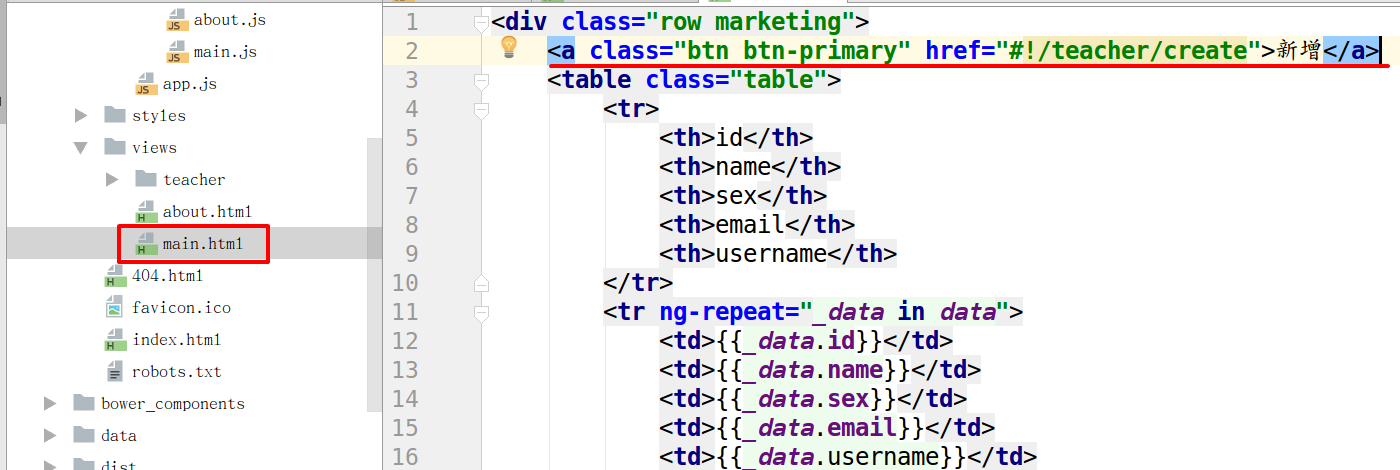 about.js
main.js
app.js
styles
views
teacher
about.html
main.html
404.html
favicon.ico
index.html
robots.txt
bower_components
data
dist
1 <div class="row marketing">
2 <a class="btn btn-primary" href="#!/teacher/create">新增</a>
3 <table class="table">
4 <tr>
5 <th>id</th>
6 <th>name</th>
7 <th>sex</th>
8 <th>email</th>
9 <th>username</th>
10 </tr>
11 <tr ng-repeat="_data in data">
12 <td>{{_data.id}}</td>
13 <td>{{_data.name}}</td>
14 <td>{{_data.sex}}</td>
15 <td>{{_data.email}}</td>
16 <td>{{_data.username}}</td>